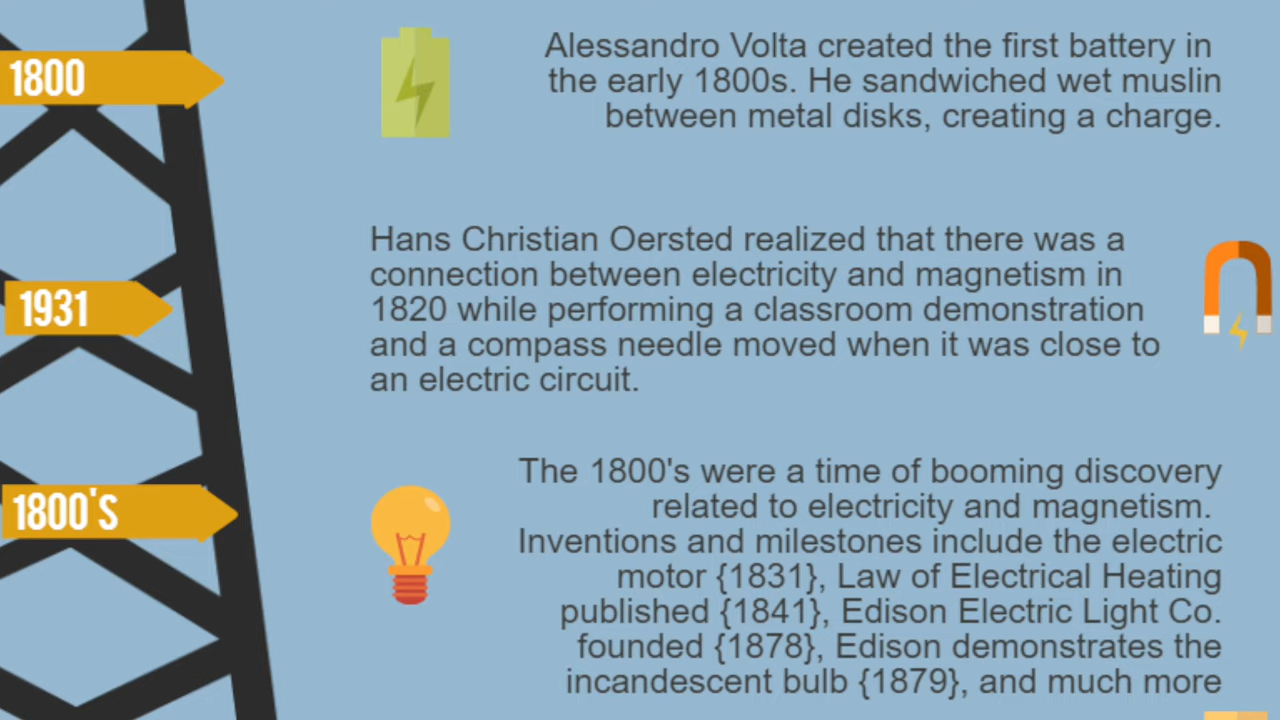 1800
Alessandro Volta created the first battery in
the early 1800s. He sandwiched wet muslin
between metal disks, creating a charge.
1931
Hans Christian Oersted realized that there was a
connection between electricity and magnetism in
1820 while performing a classroom demonstration
and a compass needle moved when it was close to
an electric circuit.
1800'S
The 1800's were a time of booming discovery
related to electricity and magnetism.
Inventions and milestones include the electric
motor {1831}, Law of Electrical Heating
published {1841}, Edison Electric Light Co.
founded {1878}, Edison demonstrates the
incandescent bulb {1879}, and much more